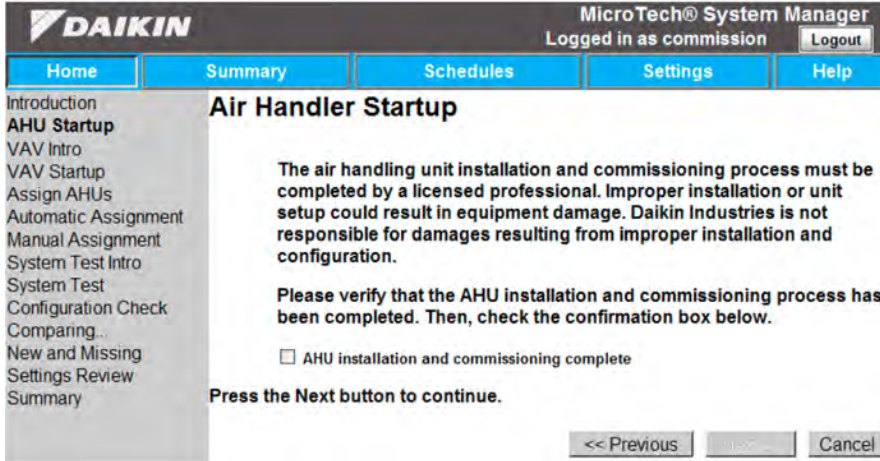 DAIKIN
MicroTech® System Manager
Logged in as commission
Logout
Home
Summary
Schedules
Settings
Help
Introduction
AHU Startup
VAV Intro
VAV Startup
Assign AHUs
Automatic Assignment
Manual Assignment
System Test Intro
System Test
Configuration Check
Comparing...
New and Missing
Settings Review
Summary
Air Handler Startup
The air handling unit installation and commissioning process must be
completed by a licensed professional. Improper installation or unit
setup could result in equipment damage. Daikin Industries is not
responsible for damages resulting from improper installation and
configuration.
Please verify that the AHU installation and commissioning process has
been completed. Then, check the confirmation box below.
AHU installation and commissioning complete
Press the Next button to continue.
<< Previous
Cancel